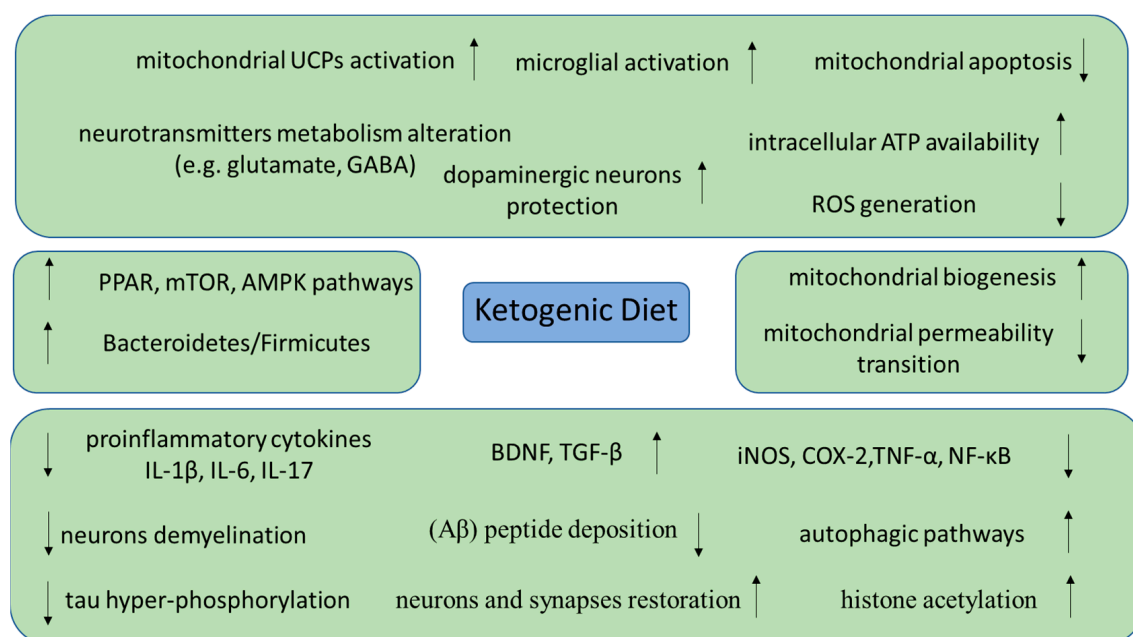 mitochondrial UCPs activation
microglial activation
mitochondrial apoptosis
neurotransmitters metabolism alteration
(e.g. glutamate, GABA)
dopaminergic neurons
protection
intracellular ATP availability
ROS generation
PPAR, mTOR, AMPK pathways
Bacteroidetes/Firmicutes
Ketogenic Diet
mitochondrial biogenesis
mitochondrial permeability
transition
proinflammatory cytokines
IL-1β, IL-6, IL-17
BDNF, TGF-β
iNOS, COX-2,TNF-α, NF-κB
neurons demyelination
(Aβ) peptide deposition
autophagic pathways
tau hyper-phosphorylation
neurons and synapses restoration
histone acetylation